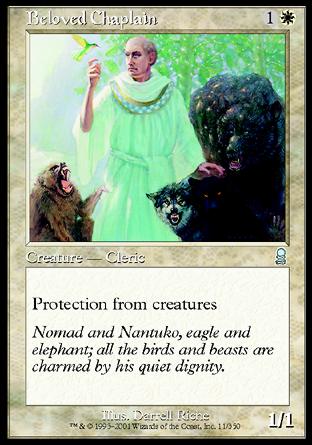 Beloved Chaplain 1
Creature — Cleric
Protection from creatures
Nomad and Nantuko, eagle and
elephant; all the birds and beasts are
charmed by his quiet dignity.
Illus. Darrell Riche
™ & © 1993-2001 Wizards of the Coast, Inc. 11/350
1/1